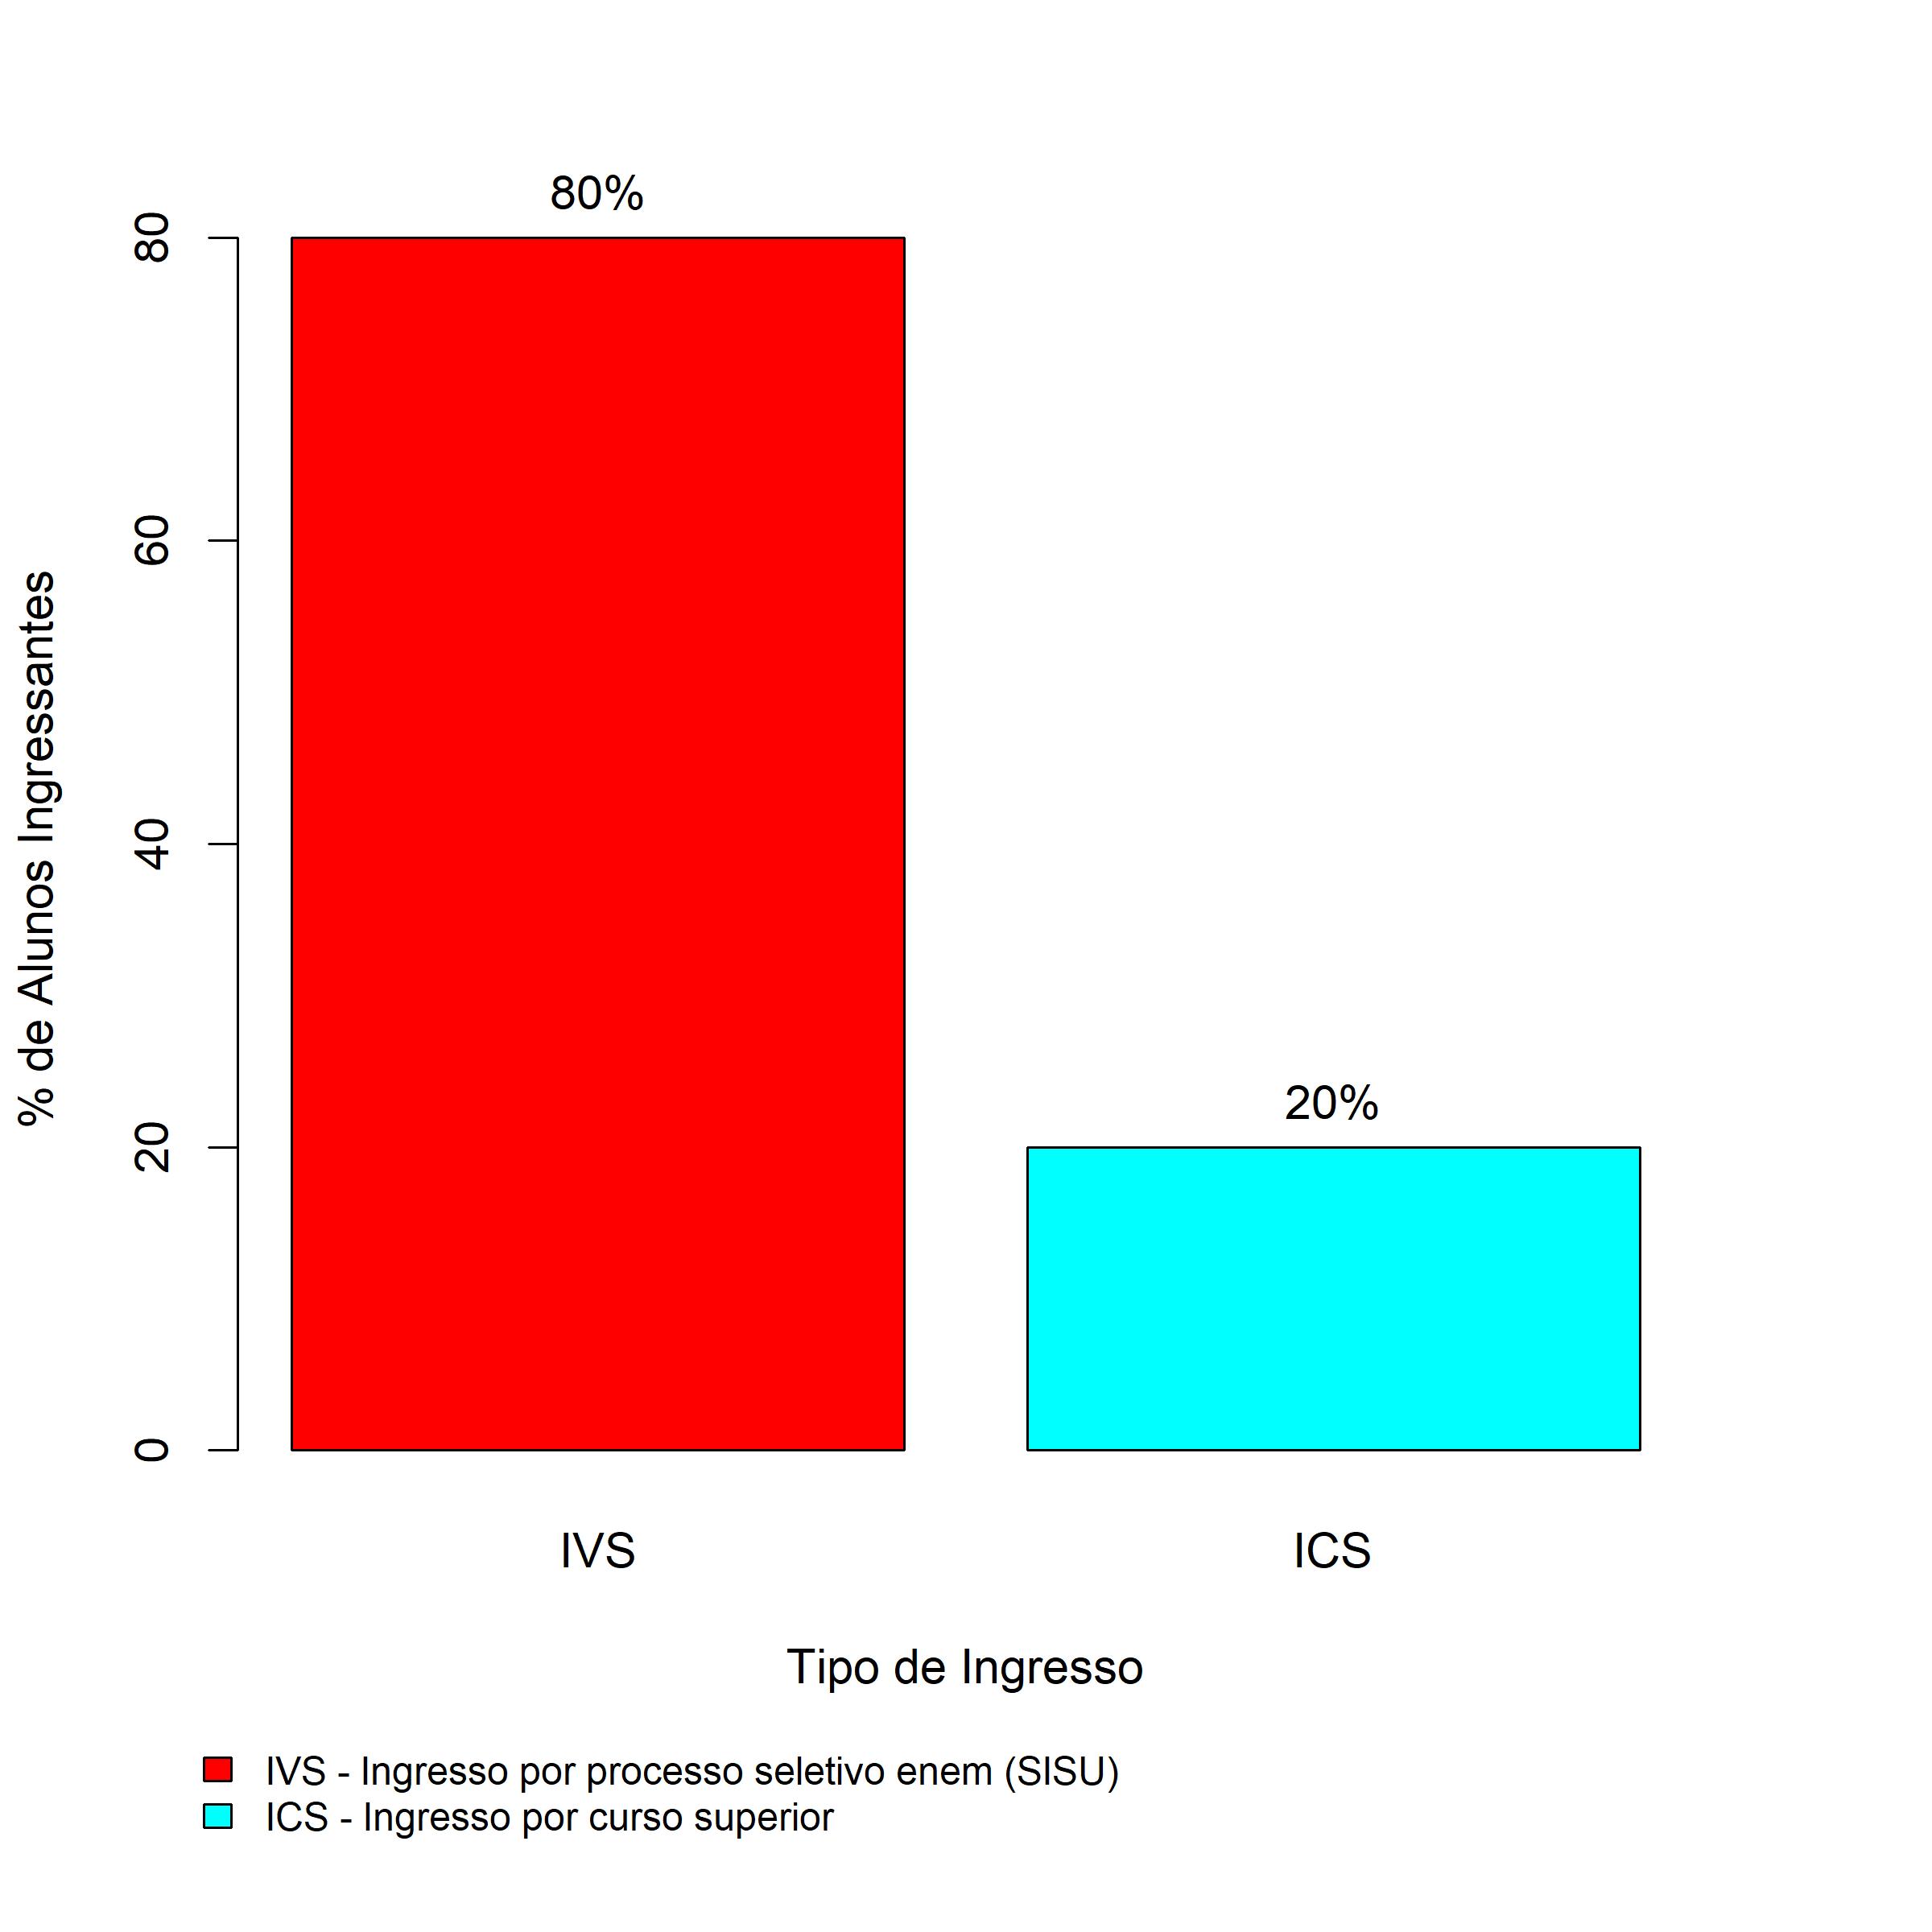 80%
80
60
40
20
0
% de Alunos Ingressantes
20%
IVS
ICS
Tipo de Ingresso
IVS - Ingresso por processo seletivo enem (SISU)
ICS - Ingresso por curso superior